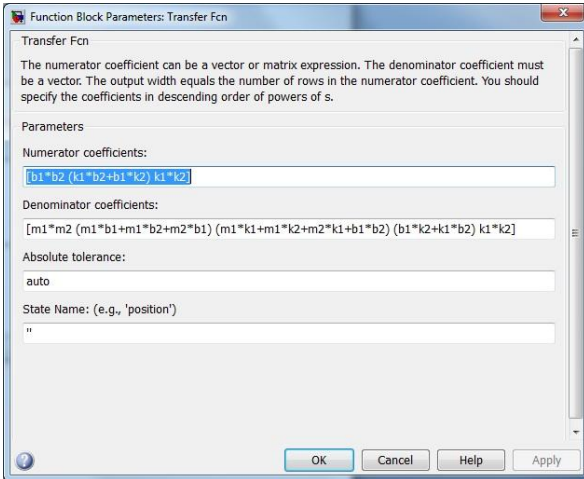 Function Block Parameters: Transfer Fcn
Transfer Fcn
The numerator coefficient can be a vector or matrix expression. The denominator coefficient must
be a vector. The output width equals the number of rows in the numerator coefficient. You should
specify the coefficients in descending order of powers of s.
Parameters
Numerator coefficients:
[b1*b2 (k1*b2+b1*k2) k1*k2]
Denominator coefficients:
[m1*m2 (m1*b1+m1*b2+m2*b1) (m1*k1+m1*k2+m2*k1+b1*b2) (b1*k2+k1*b2) k1*k2]
Absolute tolerance:
auto
State Name: (e.g., 'position')
''
OK Cancel Help Apply